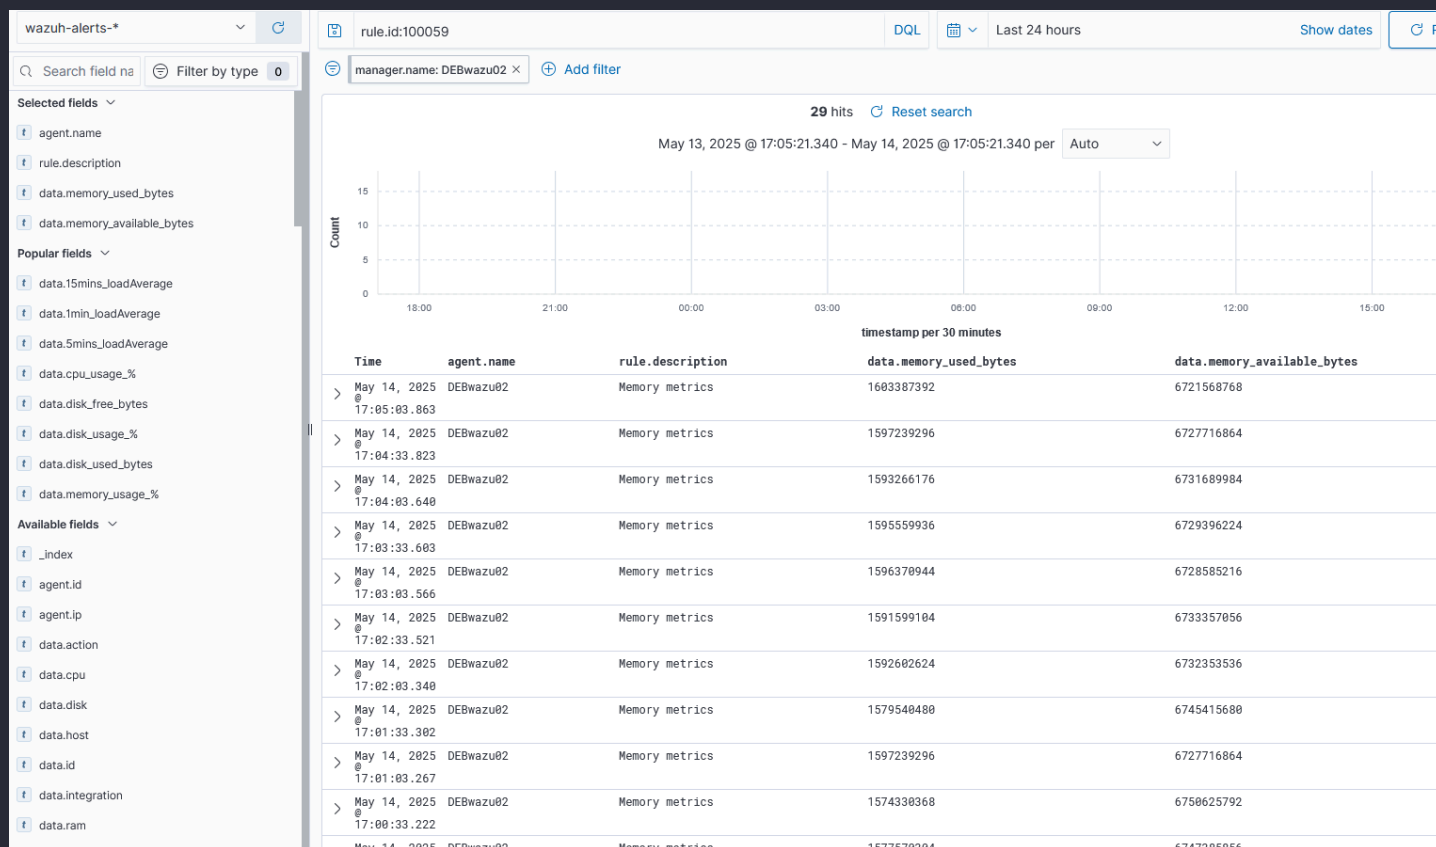 wazuh-alerts-*
rule.id:100059
DQL
Last 24 hours
Show dates
manager.name: DEBwazu02 ×
Add filter
Search field na
Filter by type 0
Selected fields
t agent.name
t rule.description
t data.memory_used_bytes
t data.memory_available_bytes
Popular fields
t data.15mins_loadAverage
t data.1min_loadAverage
t data.5mins_loadAverage
t data.cpu_usage_%
t data.disk_free_bytes
t data.disk_usage_%
t data.disk_used_bytes
t data.memory_usage_%
Available fields
t _index
t agent.id
t agent.ip
t data.action
t data.cpu
t data.disk
t data.host
t data.id
t data.integration
t data.ram
29 hits
Reset search
May 13, 2025 @ 17:05:21.340 - May 14, 2025 @ 17:05:21.340 per Auto
Count
15
10
5
0
18:00 21:00 00:00 03:00 06:00 09:00 12:00 15:00
timestamp per 30 minutes
Time agent.name rule.description data.memory_used_bytes data.memory_available_bytes
May 14, 2025 DEBwazu02 Memory metrics 1603387392 6721568768
@
17:05:03.863
May 14, 2025 DEBwazu02 Memory metrics 1597239296 6727716864
@
17:04:33.823
May 14, 2025 DEBwazu02 Memory metrics 1593266176 6731689984
@
17:04:03.640
May 14, 2025 DEBwazu02 Memory metrics 1595559936 6729396224
@
17:03:33.603
May 14, 2025 DEBwazu02 Memory metrics 1596370944 6728585216
@
17:03:03.566
May 14, 2025 DEBwazu02 Memory metrics 1591599104 6733357056
@
17:02:33.521
May 14, 2025 DEBwazu02 Memory metrics 1592602624 6732353536
@
17:02:03.340
May 14, 2025 DEBwazu02 Memory metrics 1579540480 6745415680
@
17:01:33.302
May 14, 2025 DEBwazu02 Memory metrics 1597239296 6727716864
@
17:01:03.267
May 14, 2025 DEBwazu02 Memory metrics 1574330368 6750625792
@
17:00:33.222
May 14, 2025 DEBwazu02 Memory metrics